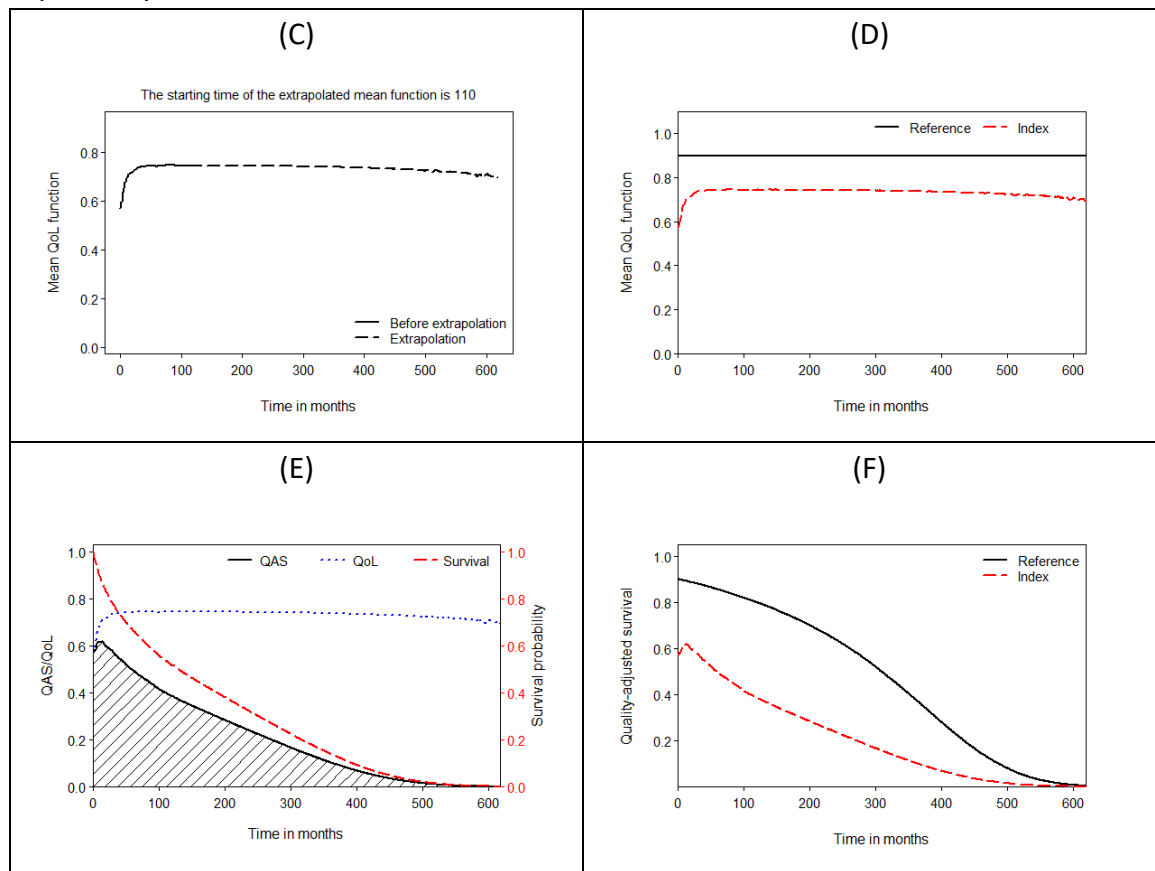 (C)
The starting time of the extrapolated mean function is 110
Mean QoL function
0.8
0.6
0.4
0.2
0.0
Before extrapolation
Extrapolation
0 100 200 300 400 500 600
Time in months
(D)
Reference Index
Mean QoL function
1.0
0.8
0.6
0.4
0.2
0.0
0 100 200 300 400 500 600
Time in months
(E)
QAS QoL Survival
QAS/QoL
1.0
0.8
0.6
0.4
0.2
0.0
Survival probability
1.0
0.8
0.6
0.4
0.2
0.0
0 100 200 300 400 500 600
Time in months
(F)
Reference
Index
Quality-adjusted survival
1.0
0.8
0.6
0.4
0.2
0 100 200 300 400 500 600
Time in months